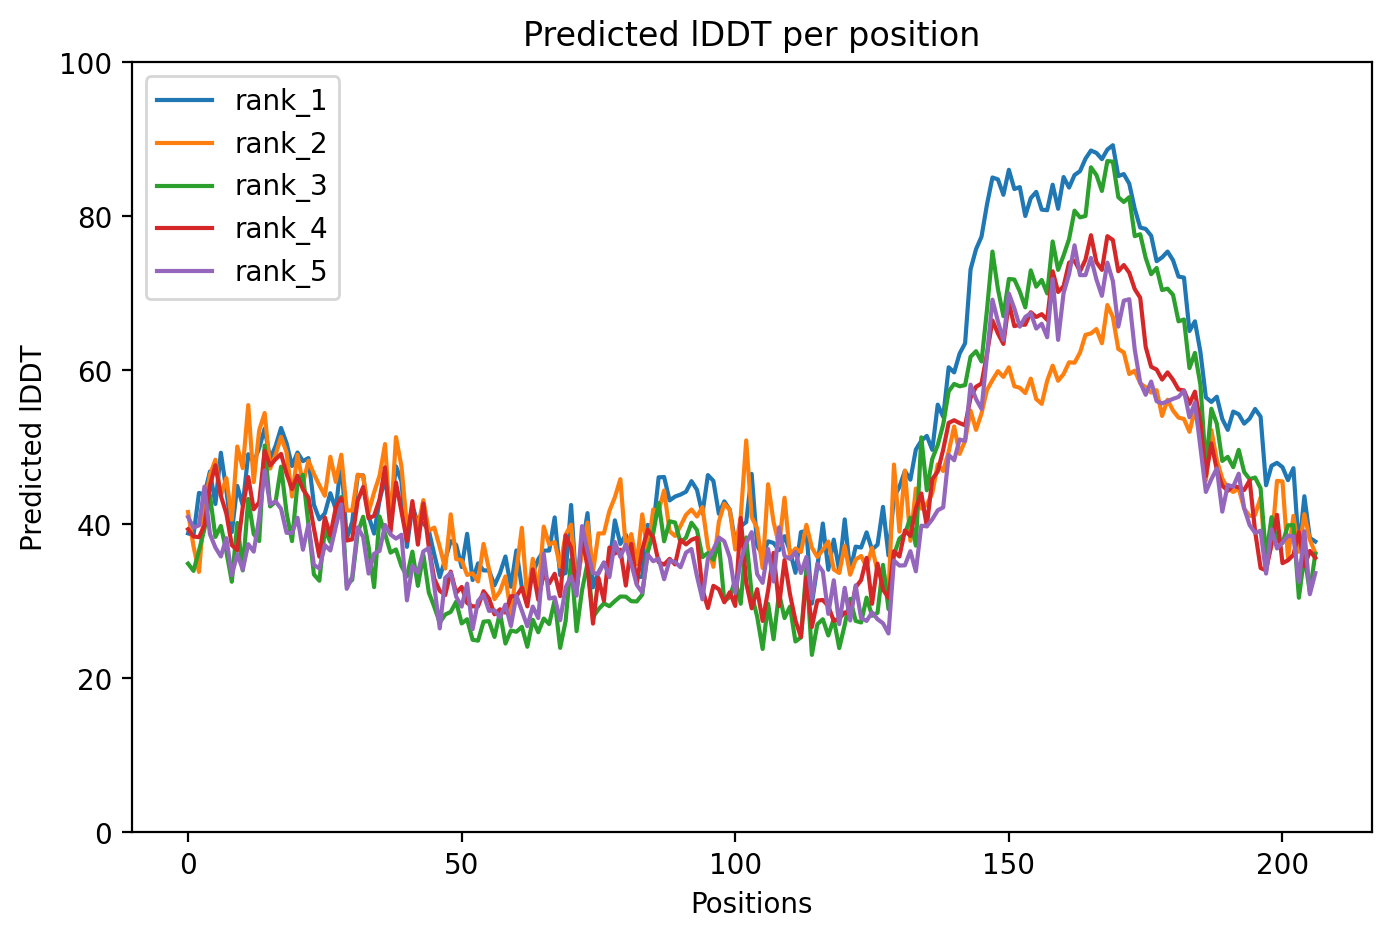 Predicted lDDT per position
100
80
60
40
20
0
Predicted lDDT
rank_1
rank_2
rank_3
rank_4
rank_5
0 50 100 150 200
Positions